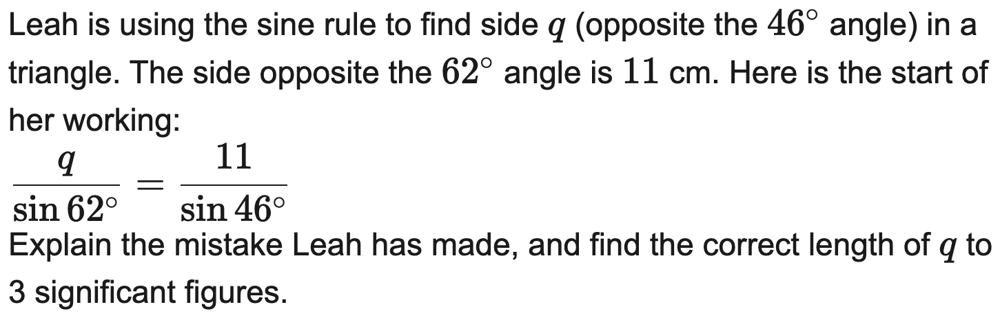 Leah is using the sine rule to find side q (opposite the 46° angle) in a
triangle. The side opposite the 62° angle is 11 cm. Here is the start of
her working:
q/sin 62° = 11/sin 46°
Explain the mistake Leah has made, and find the correct length of q to
3 significant figures.